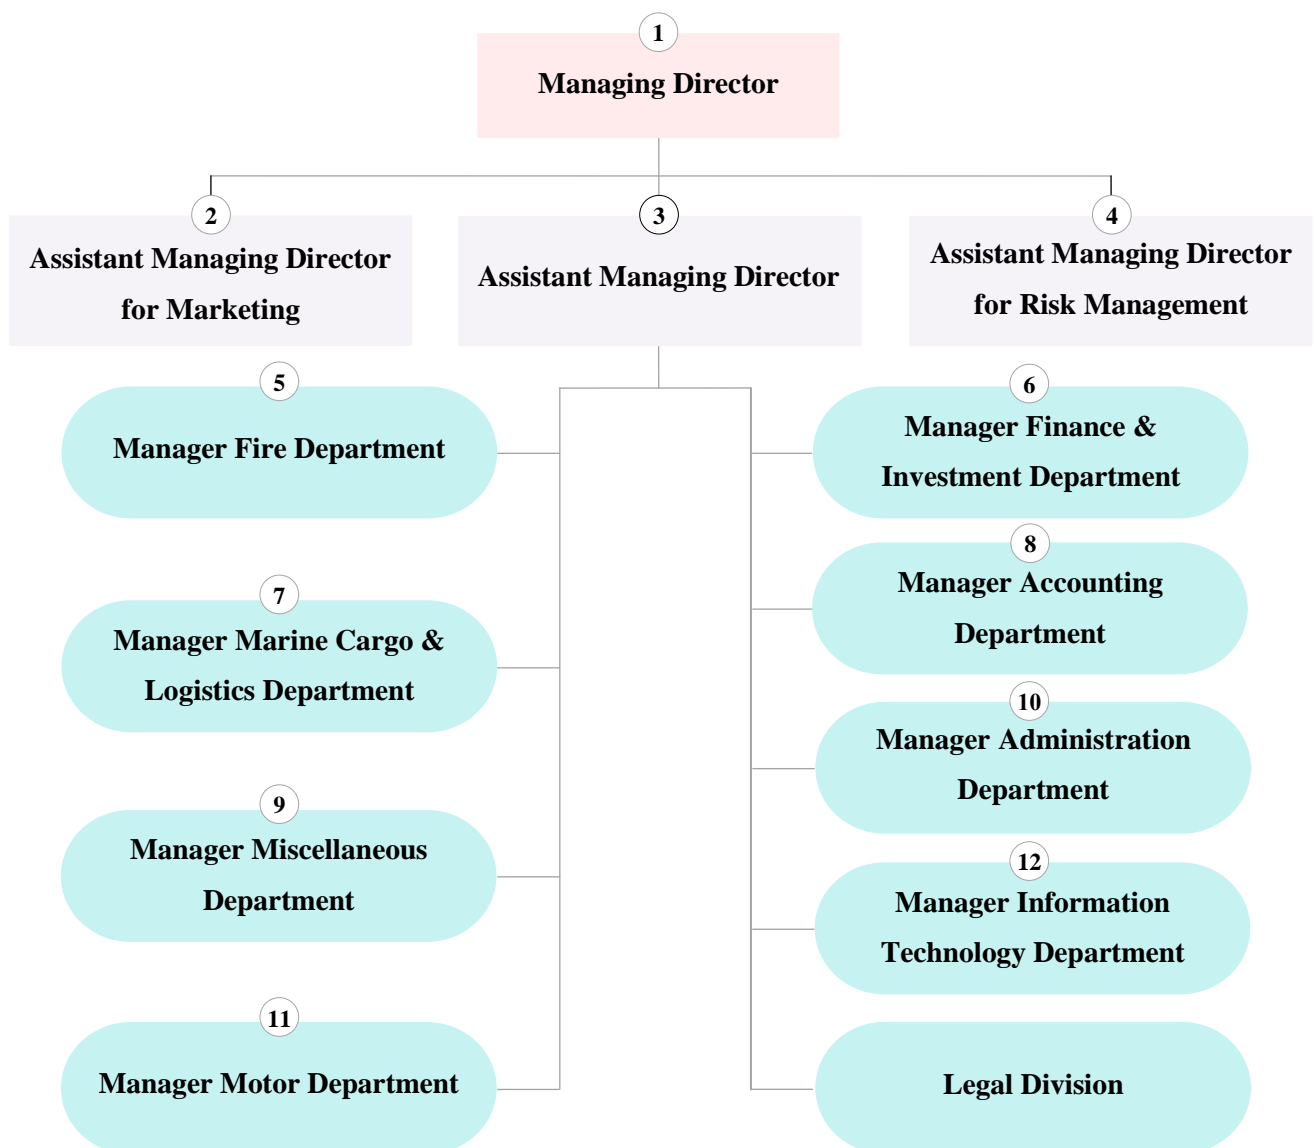 1
Managing Director
2
Assistant Managing Director
for Marketing
3
Assistant Managing Director
4
Assistant Managing Director
for Risk Management
5
Manager Fire Department
6
Manager Finance &
Investment Department
7
Manager Marine Cargo &
Logistics Department
8
Manager Accounting
Department
9
Manager Miscellaneous
Department
10
Manager Administration
Department
11
Manager Motor Department
12
Manager Information
Technology Department
Legal Division